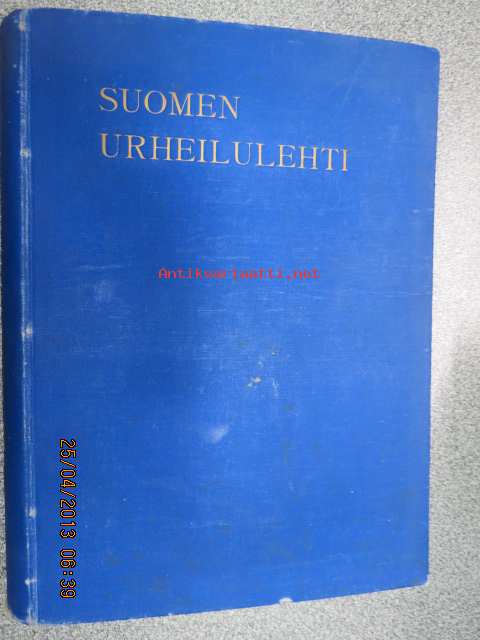 SUOMEN
URHEILULEHTI
Antikvariaatti.net
25/04/2013 06:39